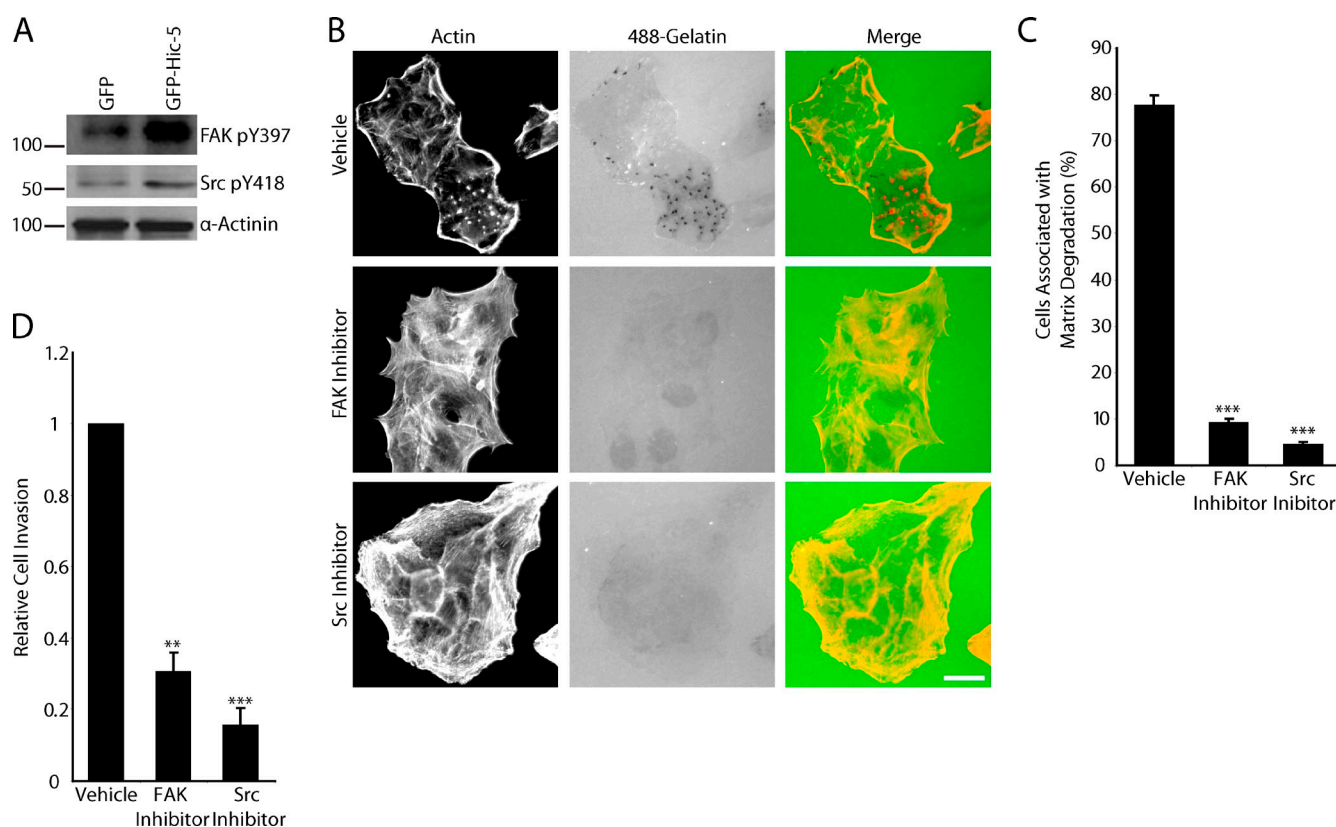 A
GFP
GFP-Hic-5
100
FAK pY397
50
Src pY418
100
α-Actinin
B
Actin
488-Gelatin
Merge
Vehicle
FAK Inhibitor
Src Inhibitor
C
Cells Associated with
Matrix Degradation (%)
90
80
70
60
50
40
30
20
10
0
***
***
Vehicle
FAK
Inhibitor
Src
Inibitor
D
Relative Cell Invasion
1.2
1
0.8
0.6
0.4
0.2
0
**
***
Vehicle
FAK
Inhibitor
Src
Inhibitor